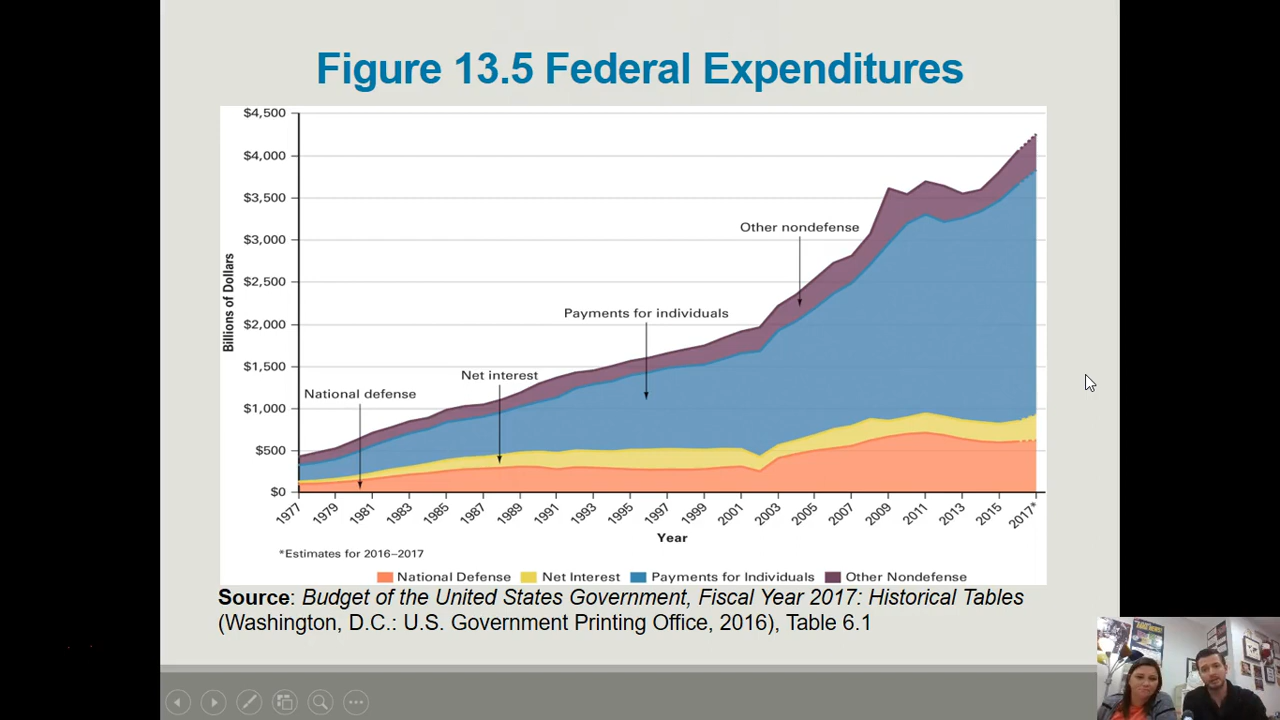 Figure 13.5 Federal Expenditures
$4,500
$4,000
$3,500
$3,000
$2,500
$2,000
$1,500
$1,000
$500
$0
Billions of Dollars
Other nondefense
Payments for individuals
Net interest
National defense
1977
1979
1981
1983
1985
1987
1989
1991
1993
1995
1997
1999
2001
2003
2005
2007
2009
2011
2013
2015
2017*
Year
*Estimates for 2016–2017
National Defense
Net Interest
Payments for Individuals
Other Nondefense
Source: Budget of the United States Government, Fiscal Year 2017: Historical Tables
(Washington, D.C.: U.S. Government Printing Office, 2016), Table 6.1